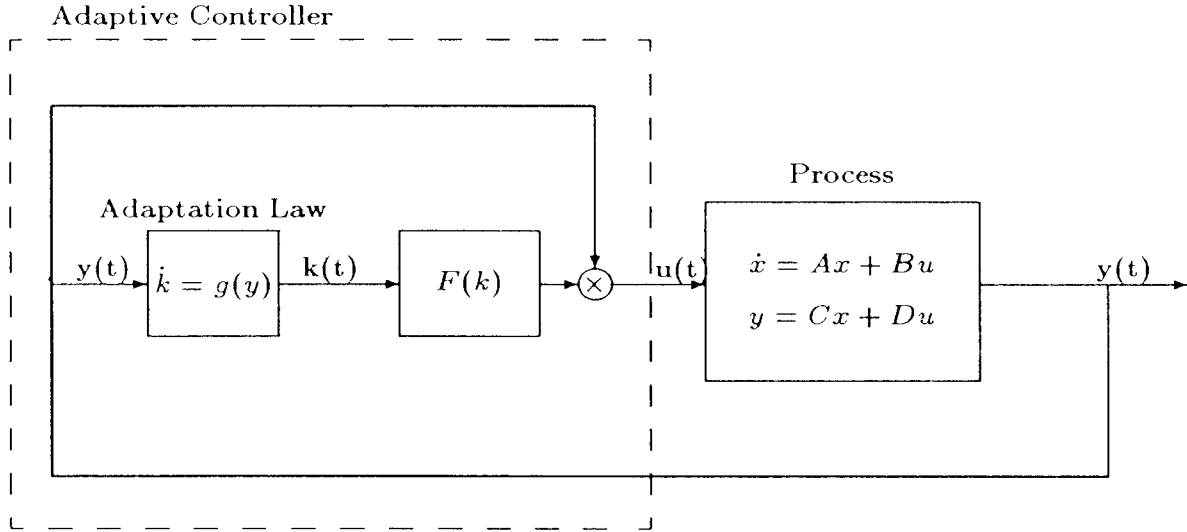 Adaptive Controller
Process
Adaptation Law
y(t)
k̇ = g(y)
k(t)
F(k)
×
u(t)
ẋ = Ax + Bu
y = Cx + Du
y(t)